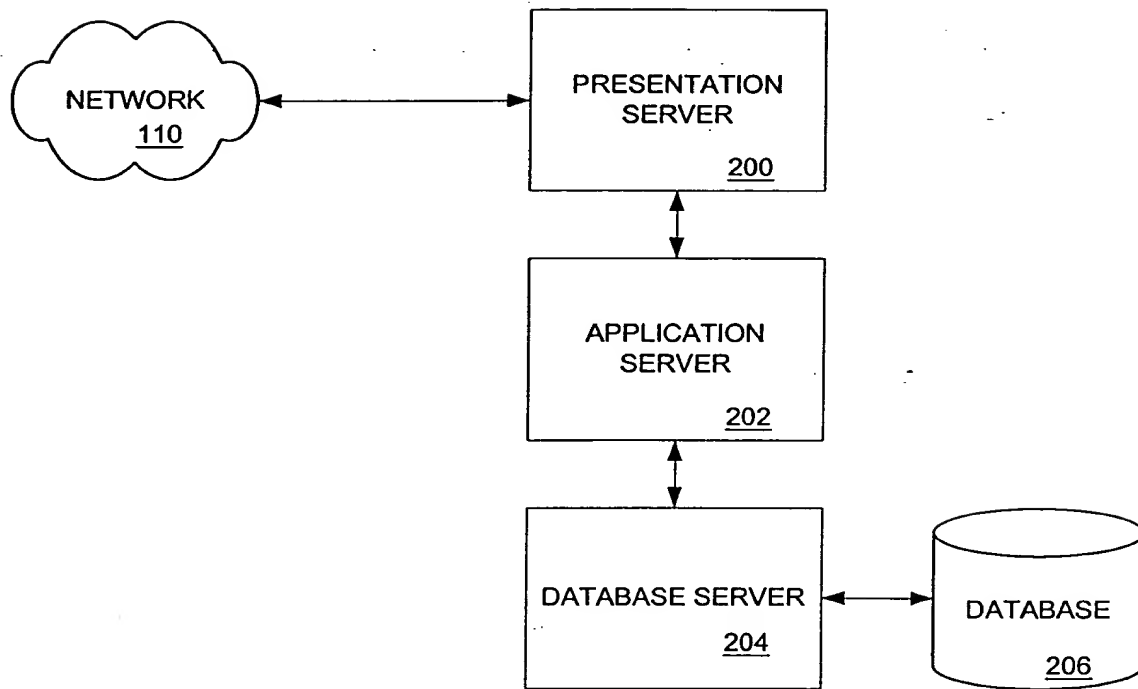 NETWORK
110
PRESENTATION
SERVER
200
APPLICATION
SERVER
202
DATABASE SERVER
204
DATABASE
206